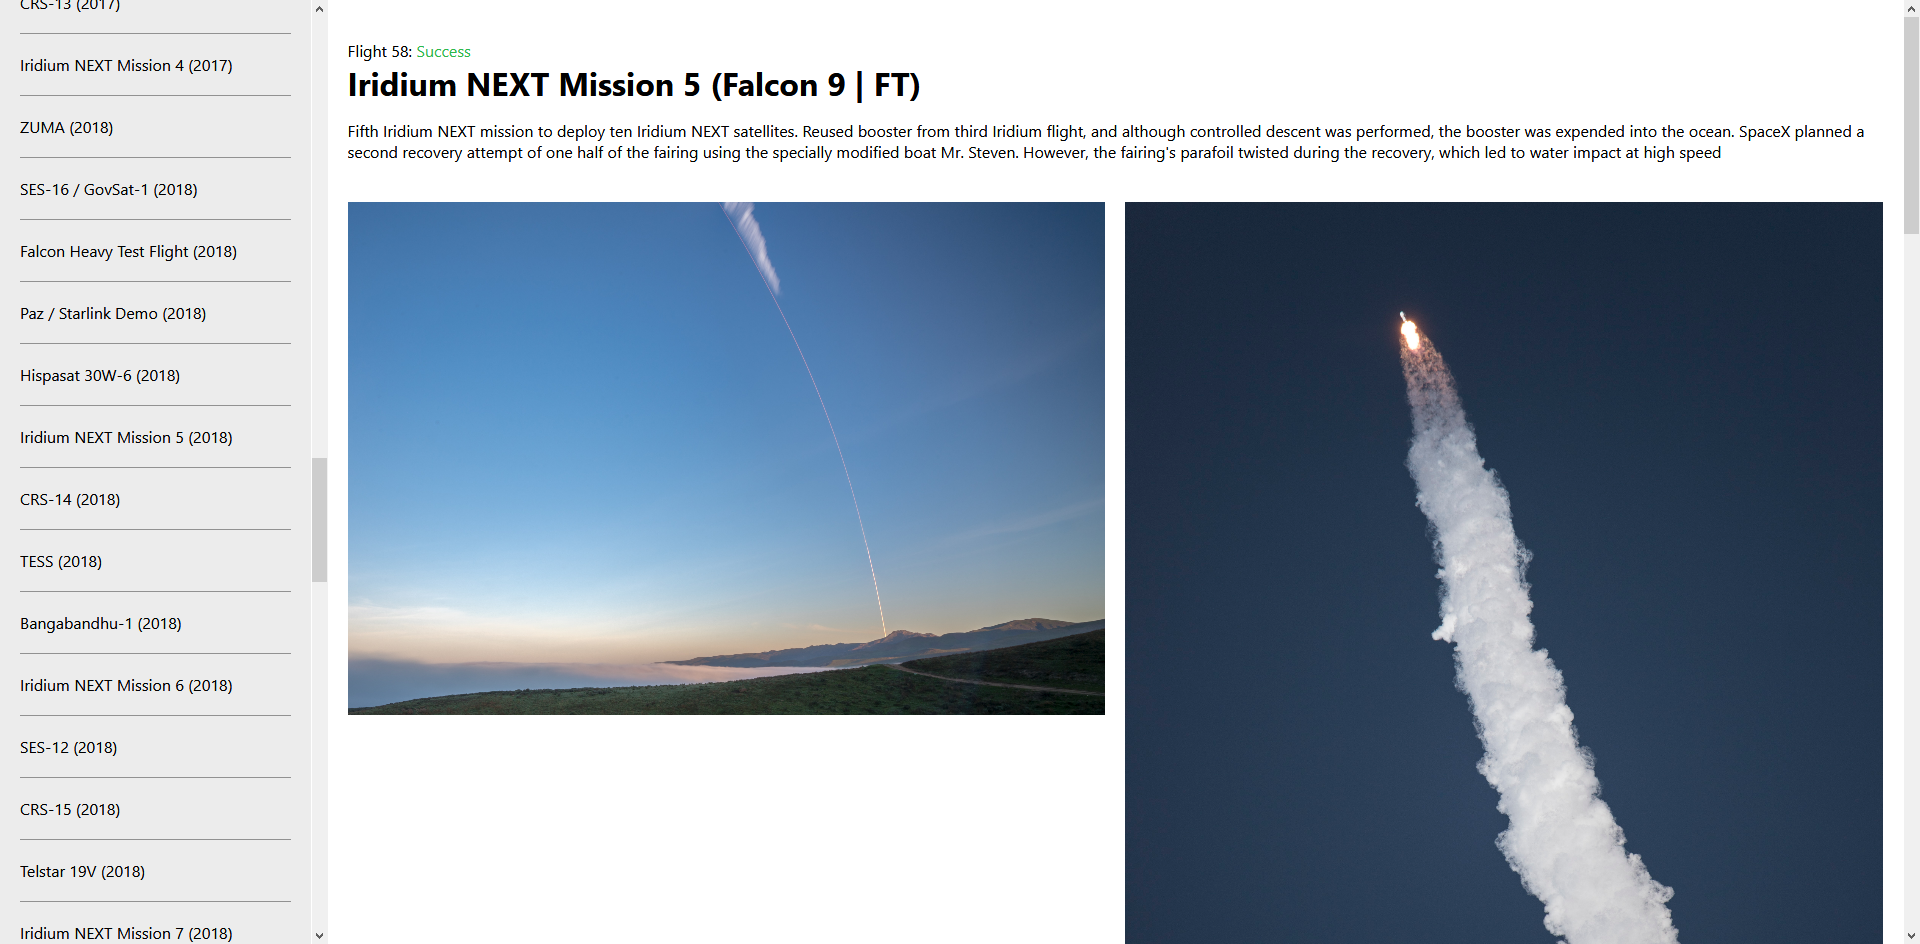 CRS-13 (2017)
Iridium NEXT Mission 4 (2017)
ZUMA (2018)
SES-16 / GovSat-1 (2018)
Falcon Heavy Test Flight (2018)
Paz / Starlink Demo (2018)
Hispasat 30W-6 (2018)
Iridium NEXT Mission 5 (2018)
CRS-14 (2018)
TESS (2018)
Bangabandhu-1 (2018)
Iridium NEXT Mission 6 (2018)
SES-12 (2018)
CRS-15 (2018)
Telstar 19V (2018)
Iridium NEXT Mission 7 (2018)
Flight 58: Success
Iridium NEXT Mission 5 (Falcon 9 | FT)
Fifth Iridium NEXT mission to deploy ten Iridium NEXT satellites. Reused booster from third Iridium flight, and although controlled descent was performed, the booster was expended into the ocean. SpaceX planned a
second recovery attempt of one half of the fairing using the specially modified boat Mr. Steven. However, the fairing's parafoil twisted during the recovery, which led to water impact at high speed